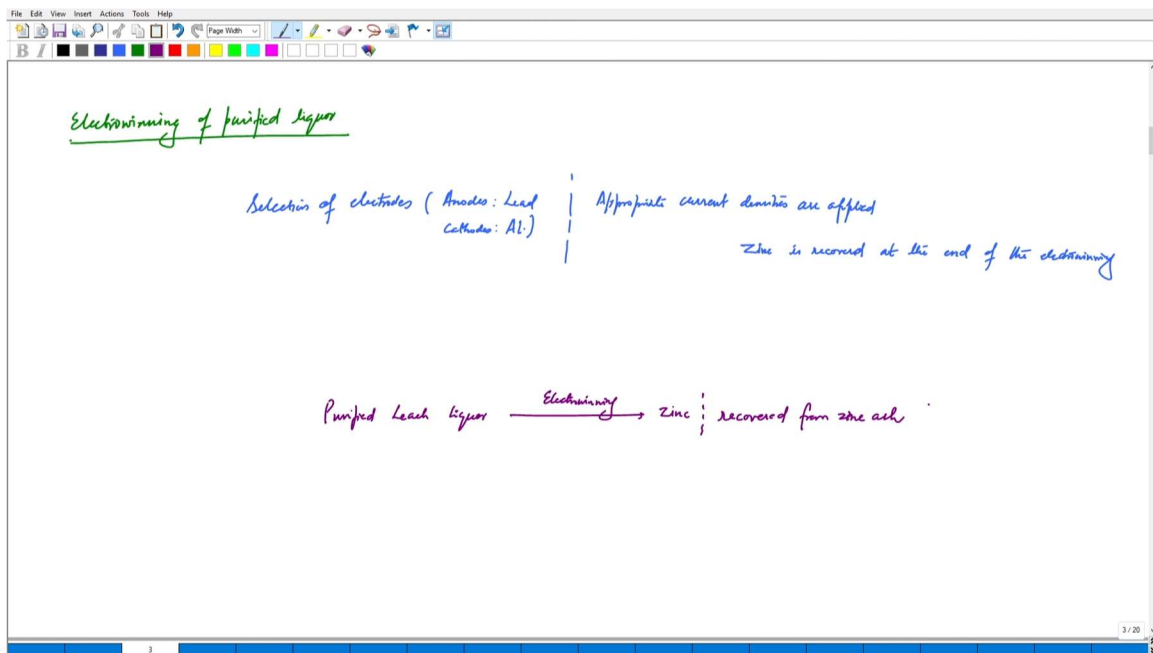 File Edit View Insert Actions Tools Help
Page Width
B I
Electrowinning of purified liquor
Selection of electrodes ( Anodes : Lead
Cathodes : Al. )
Appropriate current densities are applied
Zinc is recovered at the end of the electrowinning
Electrowinning
Purified Leach Liquor → Zinc recovered from zinc ash
3 / 20
3